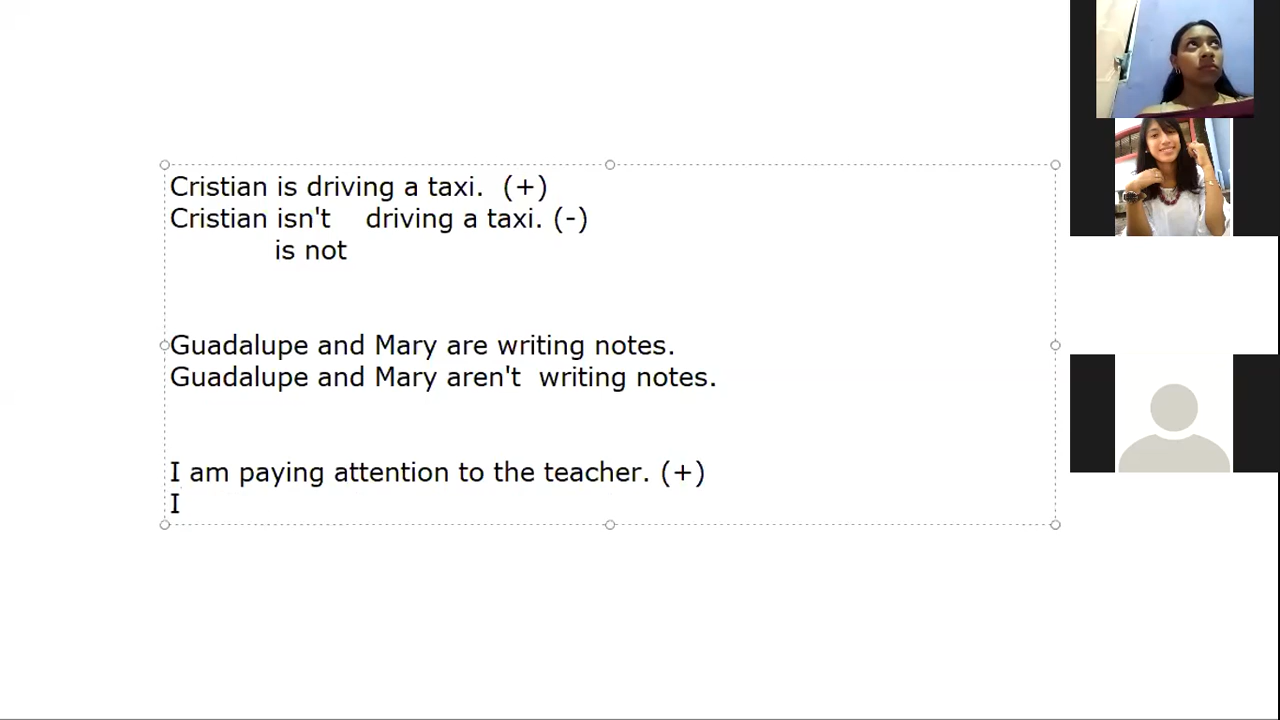 Cristian is driving a taxi. (+)
Cristian isn't driving a taxi. (-)
is not
Guadalupe and Mary are writing notes.
Guadalupe and Mary aren't writing notes.
I am paying attention to the teacher. (+)
I